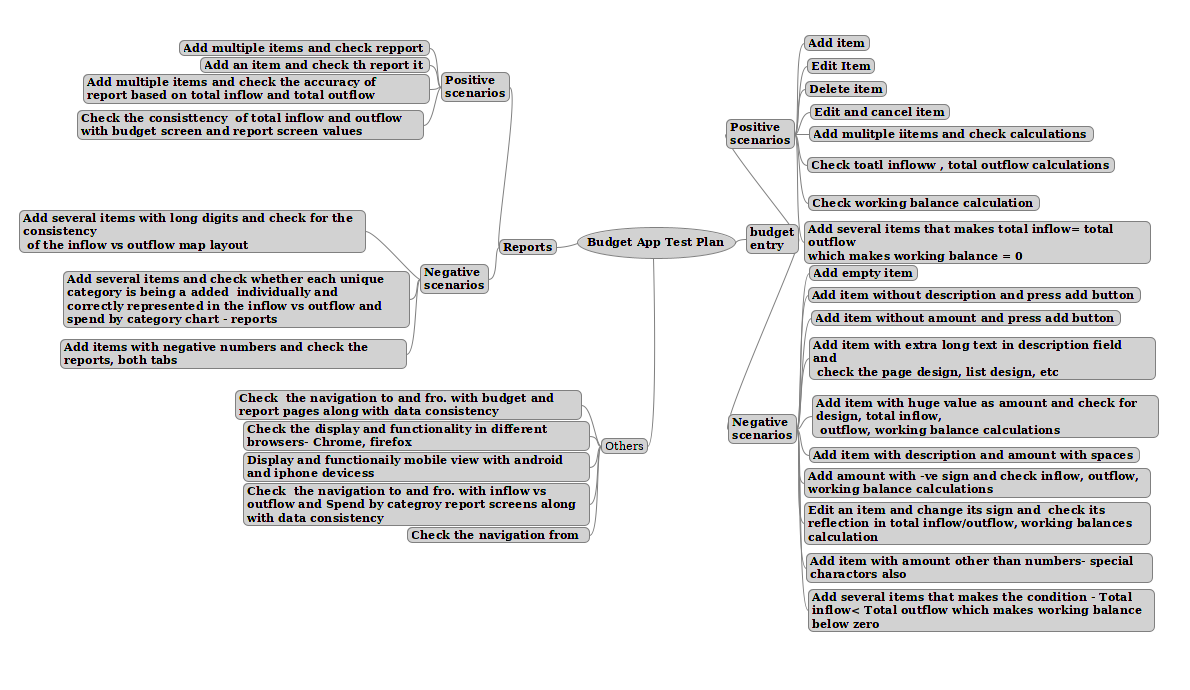 Budget App Test Plan
budget
entry
Positive
scenarios
Add item
Edit Item
Delete item
Edit and cancel item
Add mulitple iitems and check calculations
Check toatl infloww , total outflow calculations
Check working balance calculation
Add several items that makes total inflow= total
outflow
which makes working balance = 0
Negative
scenarios
Add empty item
Add item without description and press add button
Add item without amount and press add button
Add item with extra long text in description field
and
check the page design, list design, etc
Add item with huge value as amount and check for
design, total inflow,
outflow, working balance calculations
Add item with description and amount with spaces
Add amount with -ve sign and check inflow, outflow,
working balance calculations
Edit an item and change its sign and  check its
reflection in total inflow/outflow, working balances
calculation
Add item with amount other than numbers- special
charactors also
Add several items that makes the condition - Total
inflow< Total outflow which makes working balance
below zero
Reports
Positive
scenarios
Add multiple items and check repport
Add an item and check th report it
Add multiple items and check the accuracy of
report based on total inflow and total outflow
Check the consisttency  of total inflow and outflow
with budget screen and report screen values
Negative
scenarios
Add several items with long digits and check for the
consistency
of the inflow vs outflow map layout
Add several items and check whether each unique
category is being a added  individually and
correctly represented in the inflow vs outflow and
spend by category chart - reports
Add items with negative numbers and check the
reports, both tabs
Others
Check  the navigation to and fro. with budget and
report pages along with data consistency
Check the display and functionality in different
browsers- Chrome, firefox
Display and functionaily mobile view with android
and iphone devicess
Check  the navigation to and fro. with inflow vs
outflow and Spend by categroy report screens along
with data consistency
Check the navigation from